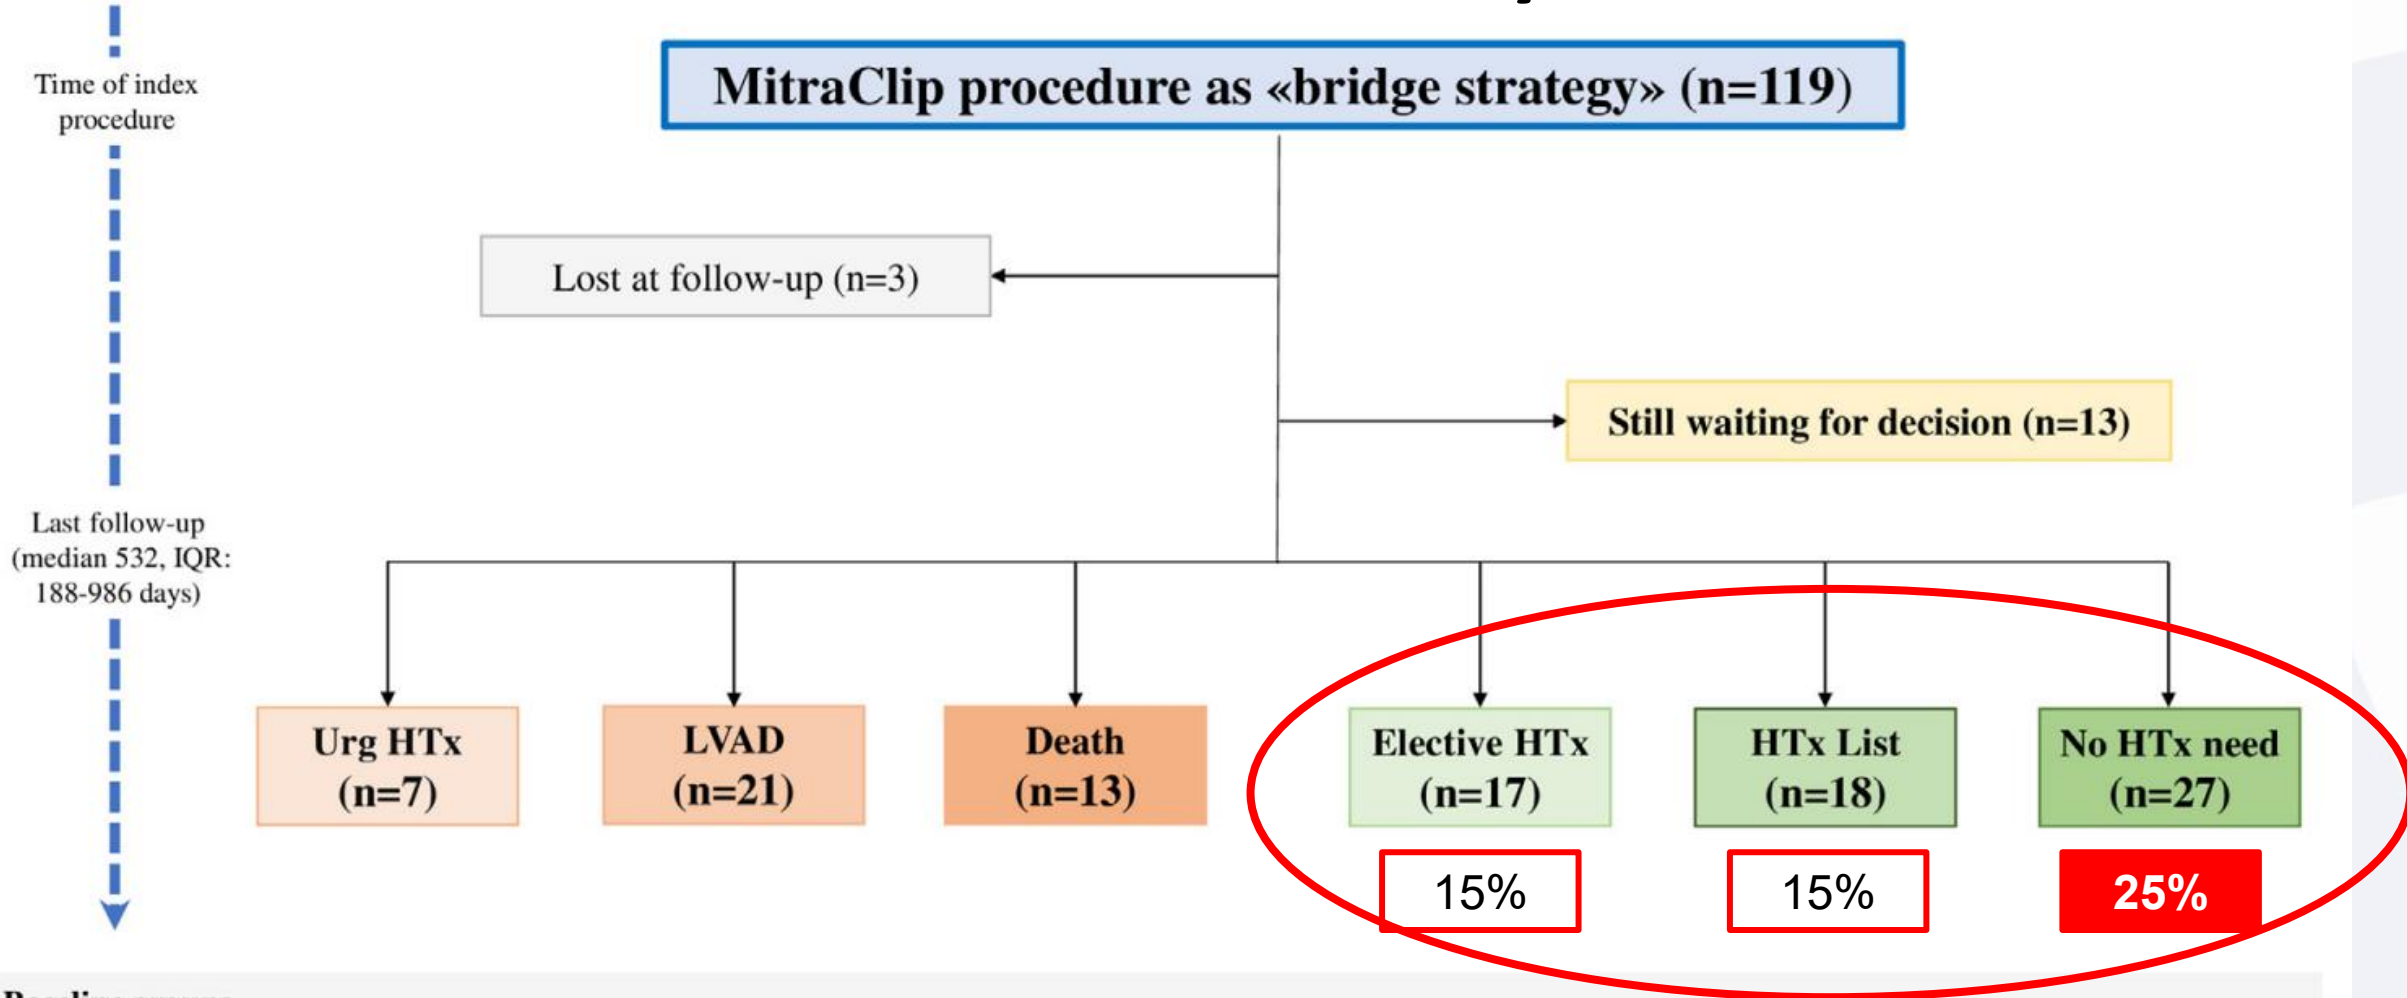 Time of index
procedure
MitraClip procedure as «bridge strategy» (n=119)
Lost at follow-up (n=3)
Still waiting for decision (n=13)
Last follow-up
(median 532, IQR:
188-986 days)
Urg HTx
(n=7)
LVAD
(n=21)
Death
(n=13)
Elective HTx
(n=17)
HTx List
(n=18)
No HTx need
(n=27)
15%
15%
25%